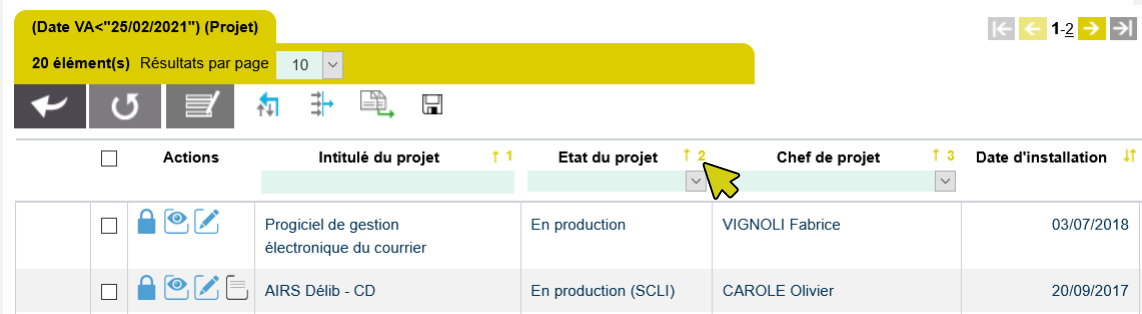 (Date VA<"25/02/2021") (Projet)
1-2
20 élément(s) Résultats par page 10
Actions Intitulé du projet 1 Etat du projet 2 Chef de projet 3 Date d'installation
Progiciel de gestion
électronique du courrier
En production VIGNOLI Fabrice 03/07/2018
AIRS Délib - CD En production (SCLI) CAROLE Olivier 20/09/2017